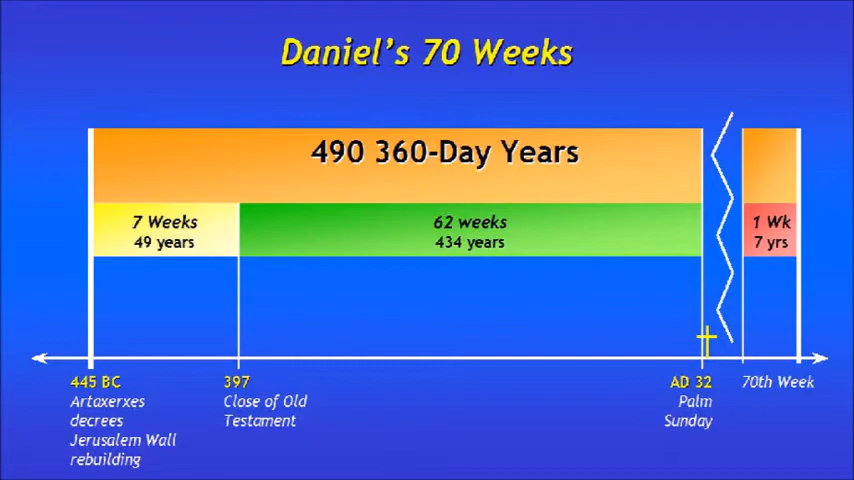 Daniel's 70 Weeks
490 360-Day Years
7 Weeks
49 years
62 weeks
434 years
1 Wk
7 yrs
445 BC
Artaxerxes
decrees
Jerusalem Wall
rebuilding
397
Close of Old
Testament
AD 32
Palm
Sunday
70th Week